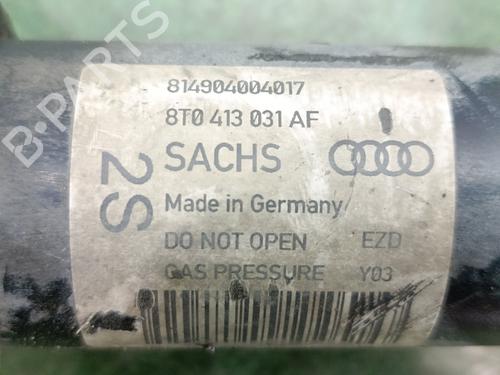 814904004017
8T0 413 031 AF
SACHS
Made in Germany
DO NOT OPEN EZD
GAS PRESSURE Y03
2S
B-PARTS